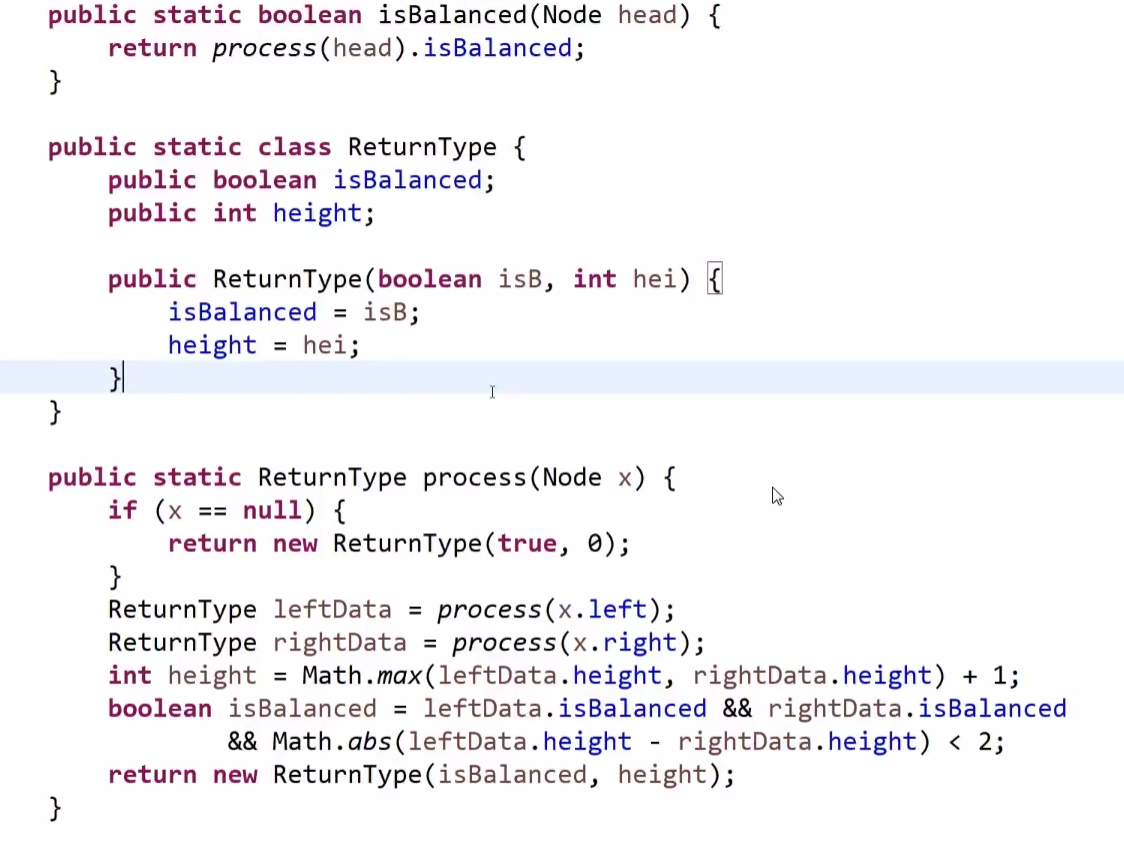 public static boolean isBalanced(Node head) {
    return process(head).isBalanced;
}

public static class ReturnType {
    public boolean isBalanced;
    public int height;

    public ReturnType(boolean isB, int hei) {
        isBalanced = isB;
        height = hei;
    }
}

public static ReturnType process(Node x) {
    if (x == null) {
        return new ReturnType(true, 0);
    }
    ReturnType leftData = process(x.left);
    ReturnType rightData = process(x.right);
    int height = Math.max(leftData.height, rightData.height) + 1;
    boolean isBalanced = leftData.isBalanced && rightData.isBalanced
            && Math.abs(leftData.height - rightData.height) < 2;
    return new ReturnType(isBalanced, height);
}